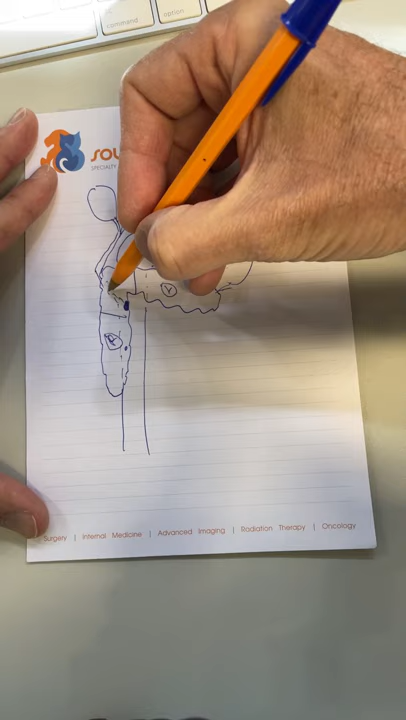 command
option
SOU
SPECIALTY
Surgery | Internal Medicine | Advanced Imaging | Radiation Therapy | Oncology